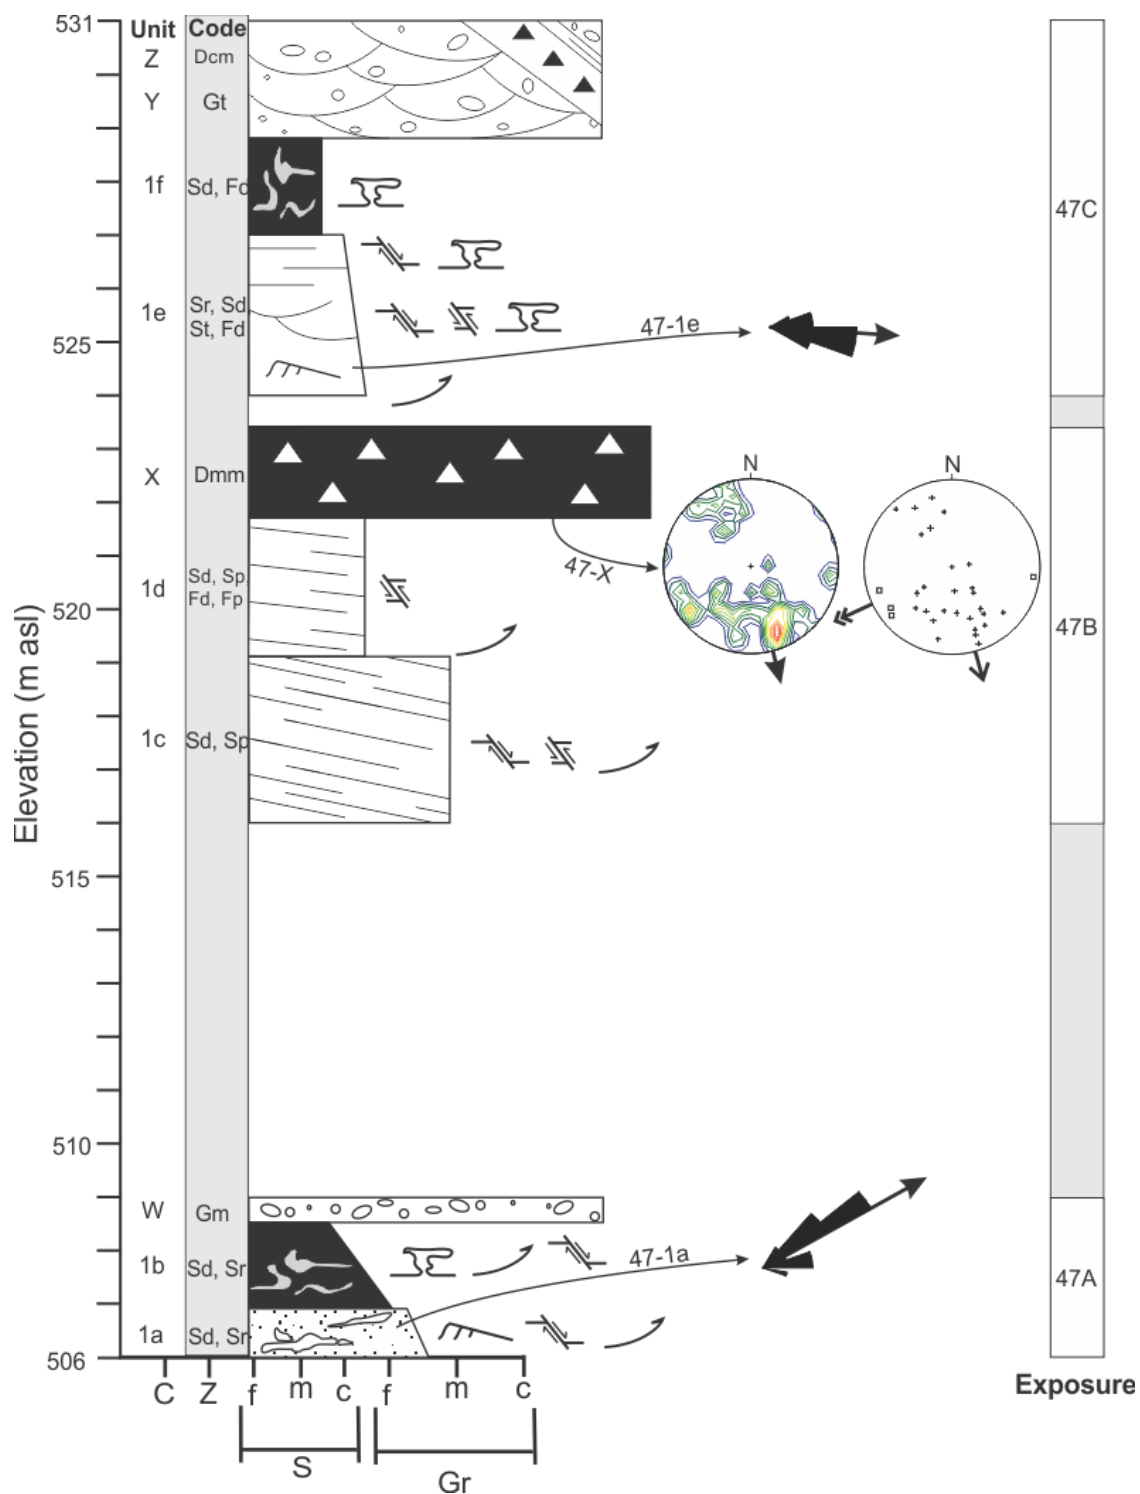 531
Unit Code
Z Dcm
Y Gt
1f Sd, Fd
47C
1e Sr, Sd
St, Fd
47-1e
525
X Dmm
N N
47-X
1d Sd, Sp
Fd, Fp
520
47B
Elevation (m asl)
1c Sd, Sp
515
510
W Gm
1b Sd, Sr
47-1a
47A
1a Sd, Sr
506
C Z f m c f m c
Exposure
S
Gr